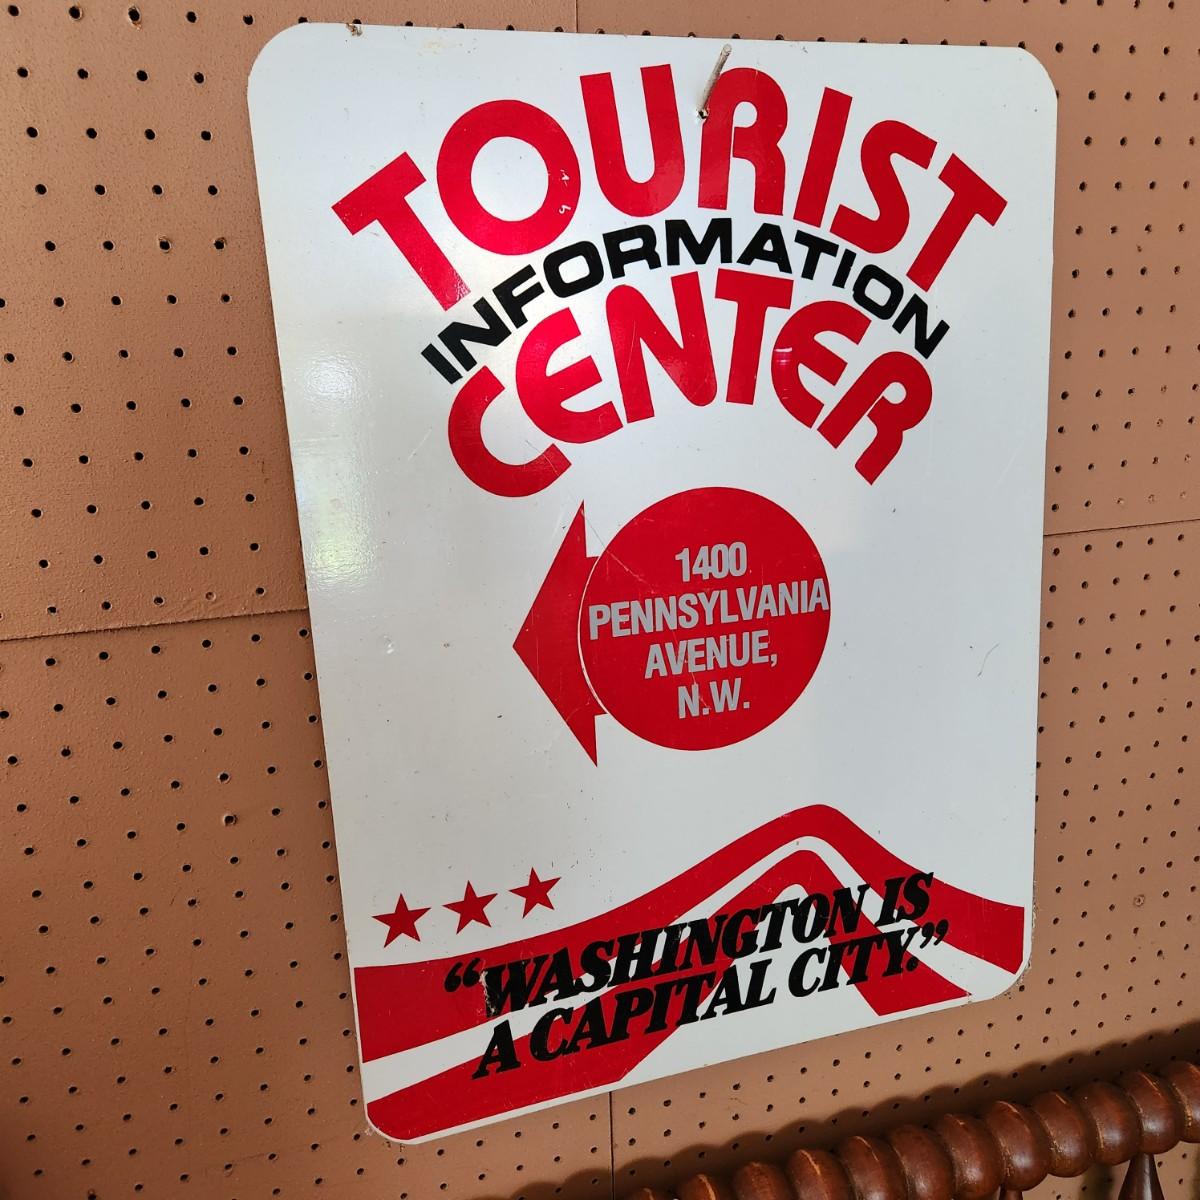 TOURIST
INFORMATION
CENTER
1400
PENNSYLVANIA
AVENUE,
N.W.
“WASHINGTON IS
A CAPITAL CITY.”